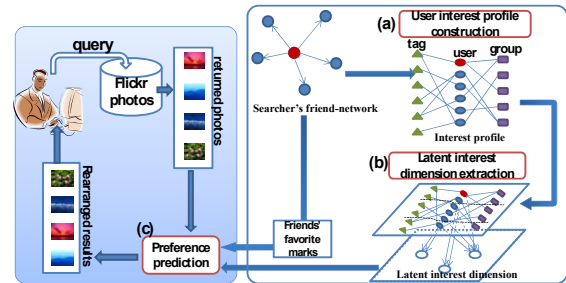 query
Flickr
photos
returned photos
Rearranged results
(c)
Preference
prediction
Searcher's friend-network
Friends'
favorite
marks
(a)
User interest profile
construction
tag
user
group
Interest profile
(b)
Latent interest
dimension extraction
Latent interest dimension